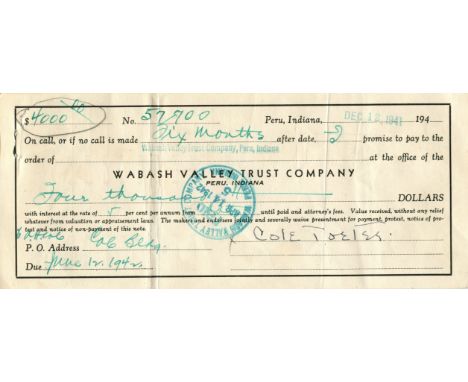 $4000 00 No. 57900 Peru, Indiana, DEC 12 1941 194
On call, or if no call is made Six Months after date, I promise to pay to the
Wabash Valley Trust Company, Peru, Indiana
order of at the office of the
WABASH VALLEY TRUST COMPANY
PERU, INDIANA
Four thousand DOLLARS
with interest at the rate of per cent per annum from until paid and attorney's fees. Value received, without any relief
whatever from valuation or appraisement laws. The makers and endorsers jointly and severally waive presentment for payment, protest, notice of pro-
test and notice of non-payment of this note.
P.O. Address Cole Bldg. Cole Porter
Due June 12, 1942